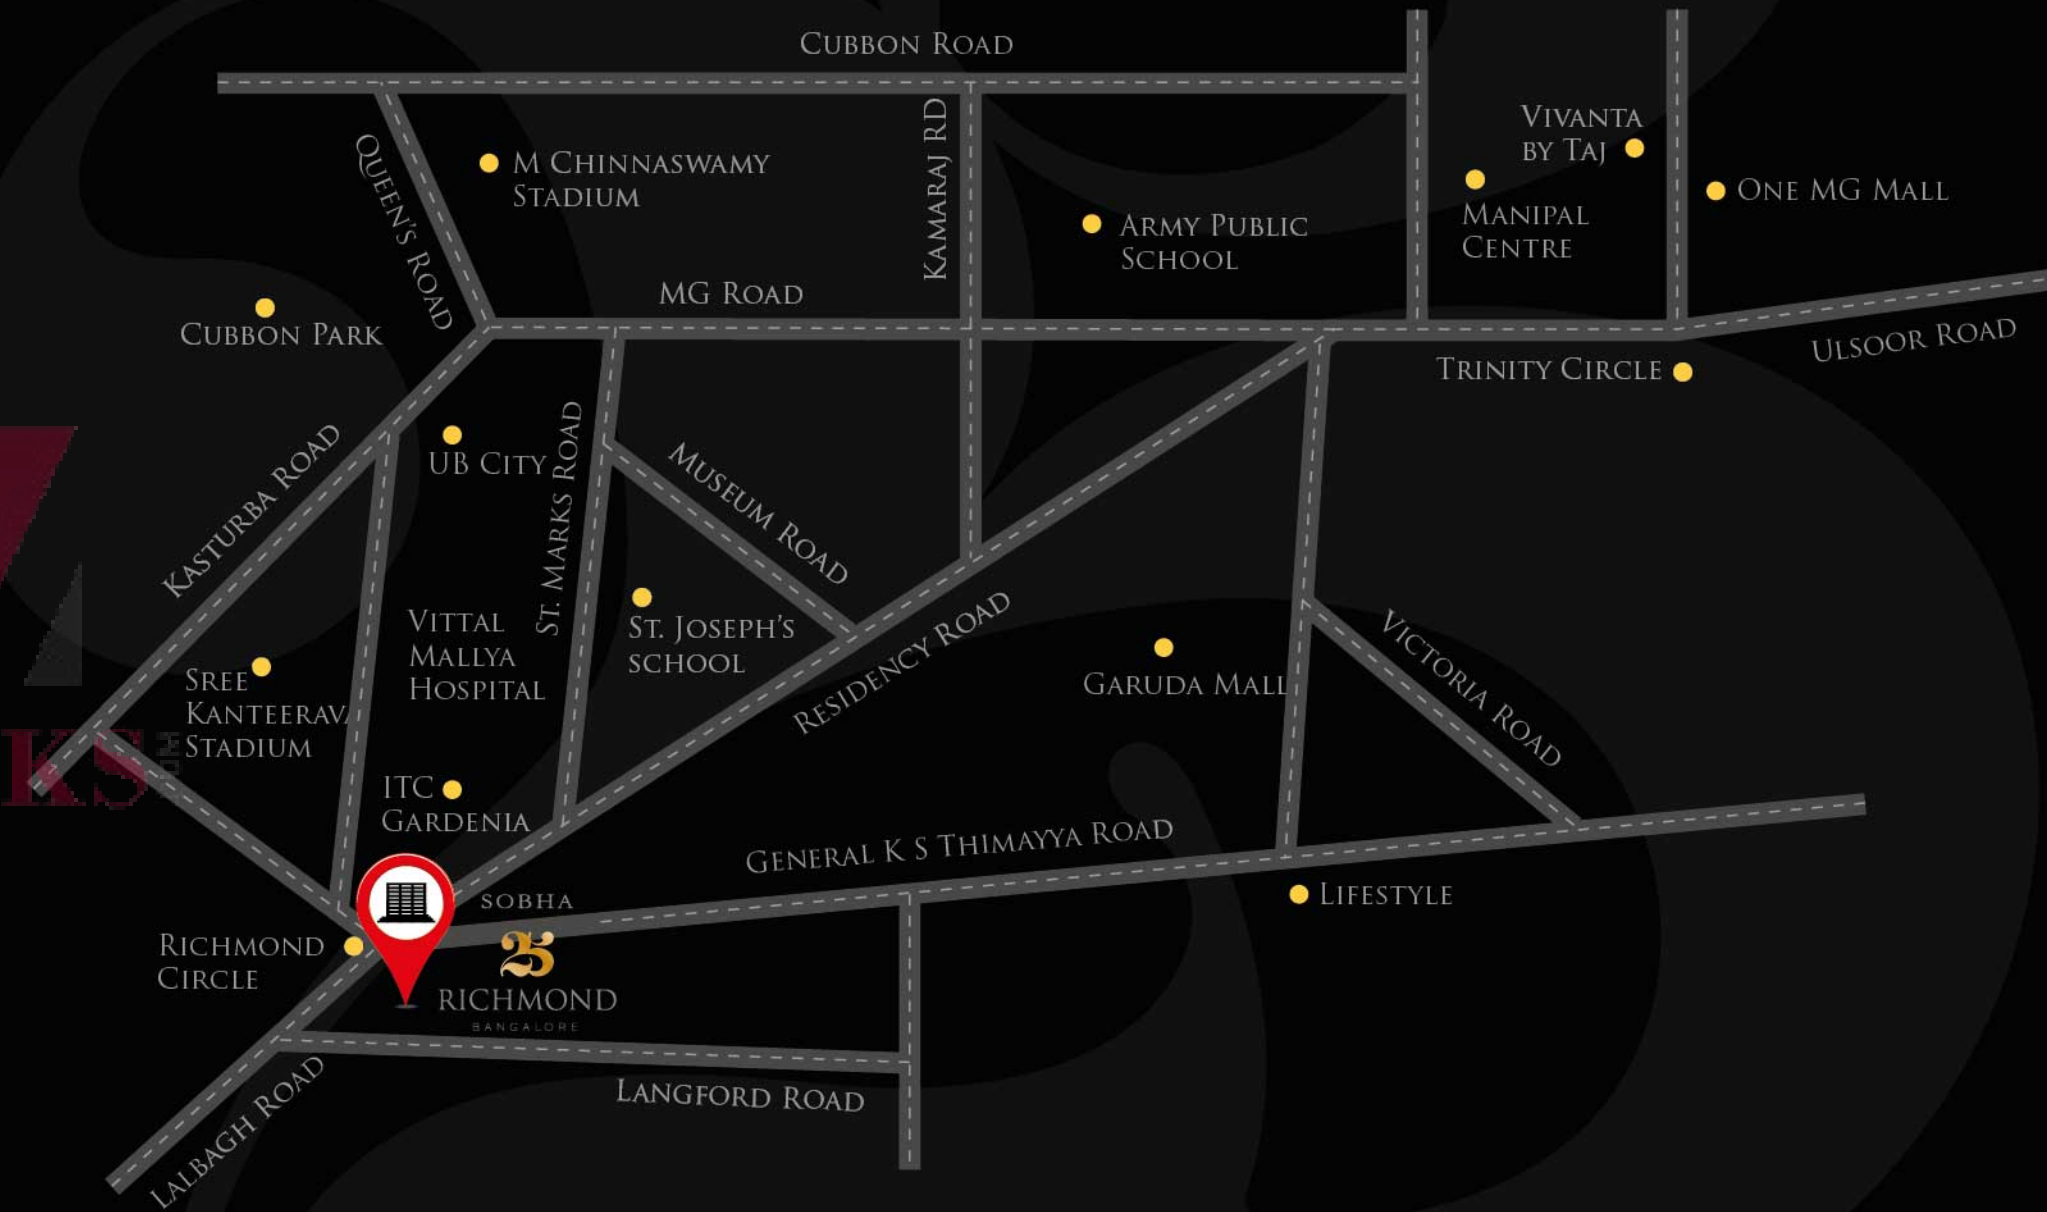 Cubbon Road
Queen's Road
M Chinnaswamy
Stadium
Kamaraj Rd
Army Public
School
Vivanta
by Taj
Manipal
Centre
One MG Mall
Cubbon Park
MG Road
Trinity Circle
Ulsoor Road
Kasturba Road
UB City
St. Marks Road
Museum Road
Vittal
Mallya
Hospital
St. Joseph's
school
Residency Road
Garuda Mall
Victoria Road
Sree
Kanteerava
Stadium
KS
ITC
Gardenia
General K S Thimayya Road
Lifestyle
SOBHA
25
RICHMOND
BANGALORE
Richmond
Circle
Langford Road
Lalbagh Road